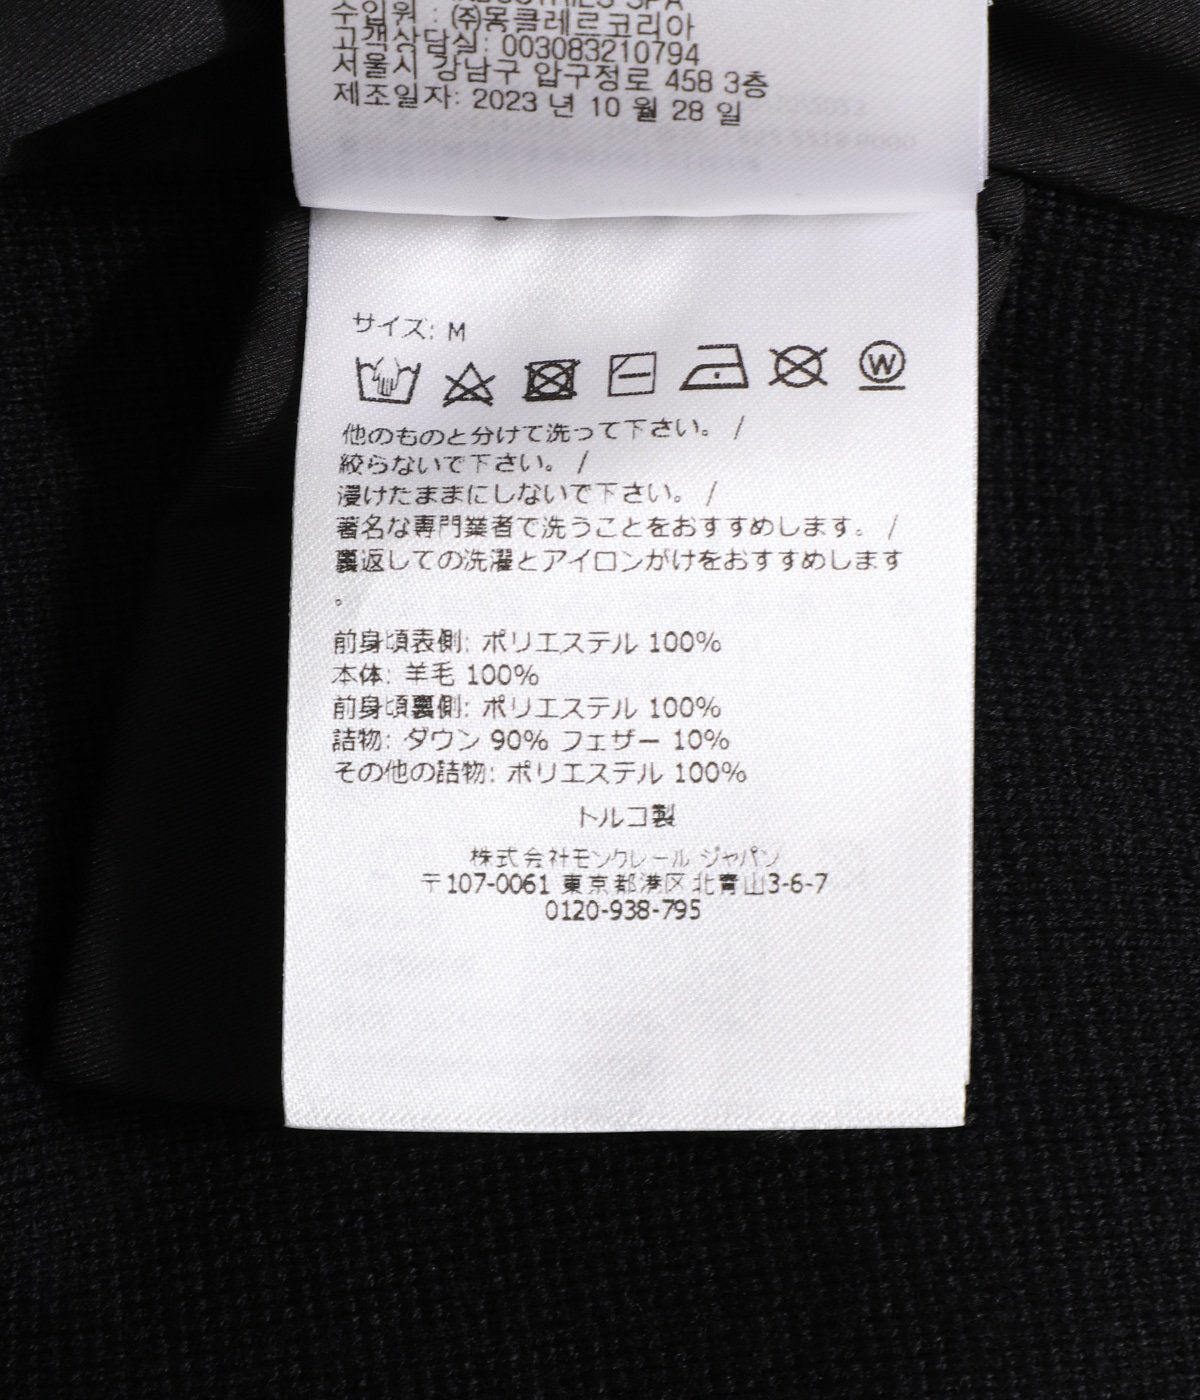 수입원 : ㈜몽클레르코리아
고객상담실: 003083210794
서울시 강남구 압구정로 458 3층
제조일자: 2023 년 10 월 28 일
サイズ: M
W
他のものと分けて洗って下さい。 /
絞らないで下さい。 /
浸けたままにしないで下さい。 /
著名な専門業者で洗うことをおすすめします。 /
裏返しての洗濯とアイロンがけをおすすめします
。
前身頃表側: ポリエステル 100%
本体: 羊毛 100%
前身頃裏側: ポリエステル 100%
詰物: ダウン 90% フェザー 10%
その他の詰物: ポリエステル 100%
トルコ製
株式会社モンクレール ジャパン
〒107-0061 東京都港区北青山3-6-7
0120-938-795